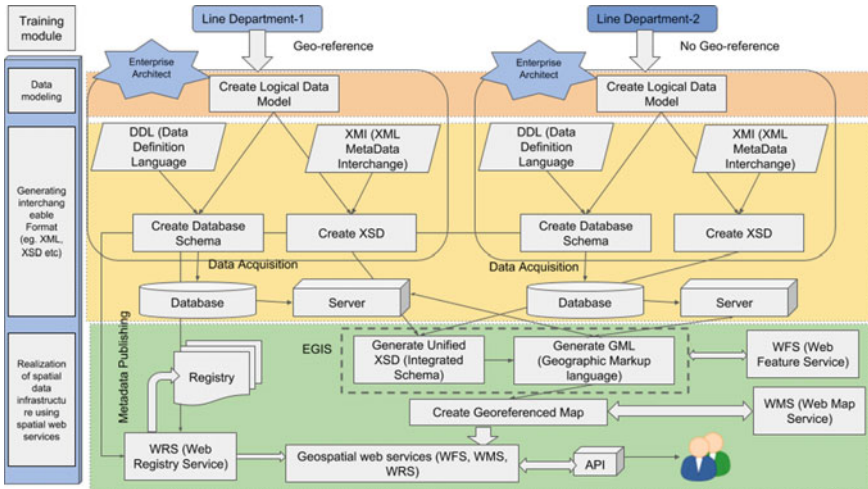 Training
module
Line Department-1
Line Department-2
Geo-reference
No Geo-reference
Enterprise
Architect
Enterprise
Architect
Data
modeling
Create Logical Data
Model
Create Logical Data
Model
DDL (Data
Definition
Language
XMI (XML
MetaData
Interchange)
DDL (Data
Definition
Language
XMI (XML
MetaData
Interchange)
Generating
interchang
eable
Format
(eg. XML,
XSD etc)
Create Database
Schema
Create XSD
Create Database
Schema
Create XSD
Data Acquisition
Data Acquisition
Database
Server
Database
Server
Metadata Publishing
EGIS
Generate Unified
XSD (Integrated
Schema)
Generate GML
(Geographic Markup
language)
WFS (Web
Feature Service)
Realization
of spatial
data
infrastructu
re using
spatial web
services
Registry
Create Georeferenced Map
WMS (Web Map
Service)
WRS (Web
Registry Service)
Geospatial web services (WFS, WMS,
WRS)
API